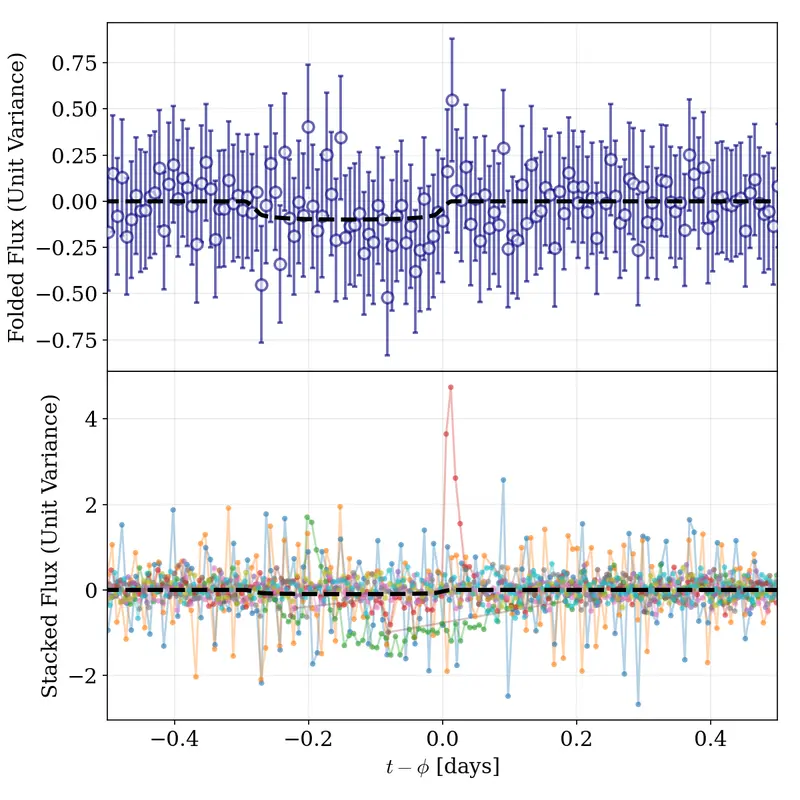 Folded Flux (Unit Variance)
0.75
0.50
0.25
0.00
−0.25
−0.50
−0.75
Stacked Flux (Unit Variance)
4
2
0
−2
−0.4 −0.2 0.0 0.2 0.4
t − ϕ [days]